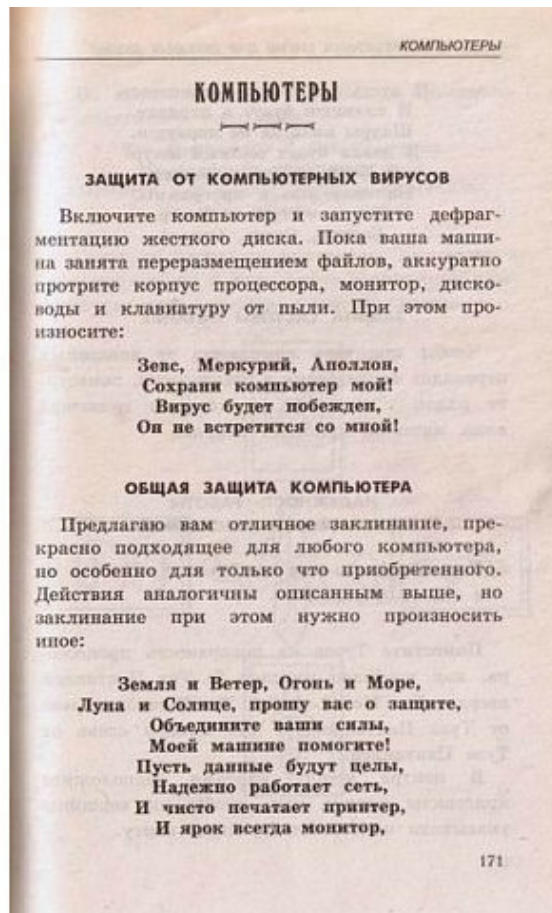 КОМПЬЮТЕРЫ
КОМПЬЮТЕРЫ
ЗАЩИТА ОТ КОМПЬЮТЕРНЫХ ВИРУСОВ
Включите компьютер и запустите дефраг-
ментацию жесткого диска. Пока ваша маши-
на занята переразмещением файлов, аккуратно
протрите корпус процессора, монитор, диско-
воды и клавиатуру от пыли. При этом про-
износите:
Зевс, Меркурий, Аполлон,
Сохрани компьютер мой!
Вирус будет побежден,
Он не встретится со мной!
ОБЩАЯ ЗАЩИТА КОМПЬЮТЕРА
Предлагаю вам отличное заклинание, пре-
красно подходящее для любого компьютера,
но особенно для только что приобретенного.
Действия аналогичны описанным выше, но
заклинание при этом нужно произносить
иное:
Земля и Ветер, Огонь и Море,
Луна и Солнце, прошу вас о защите,
Объедините ваши силы,
Моей машине помогите!
Пусть данные будут целы,
Надежно работает сеть,
И чисто печатает принтер,
И ярок всегда монитор,
171